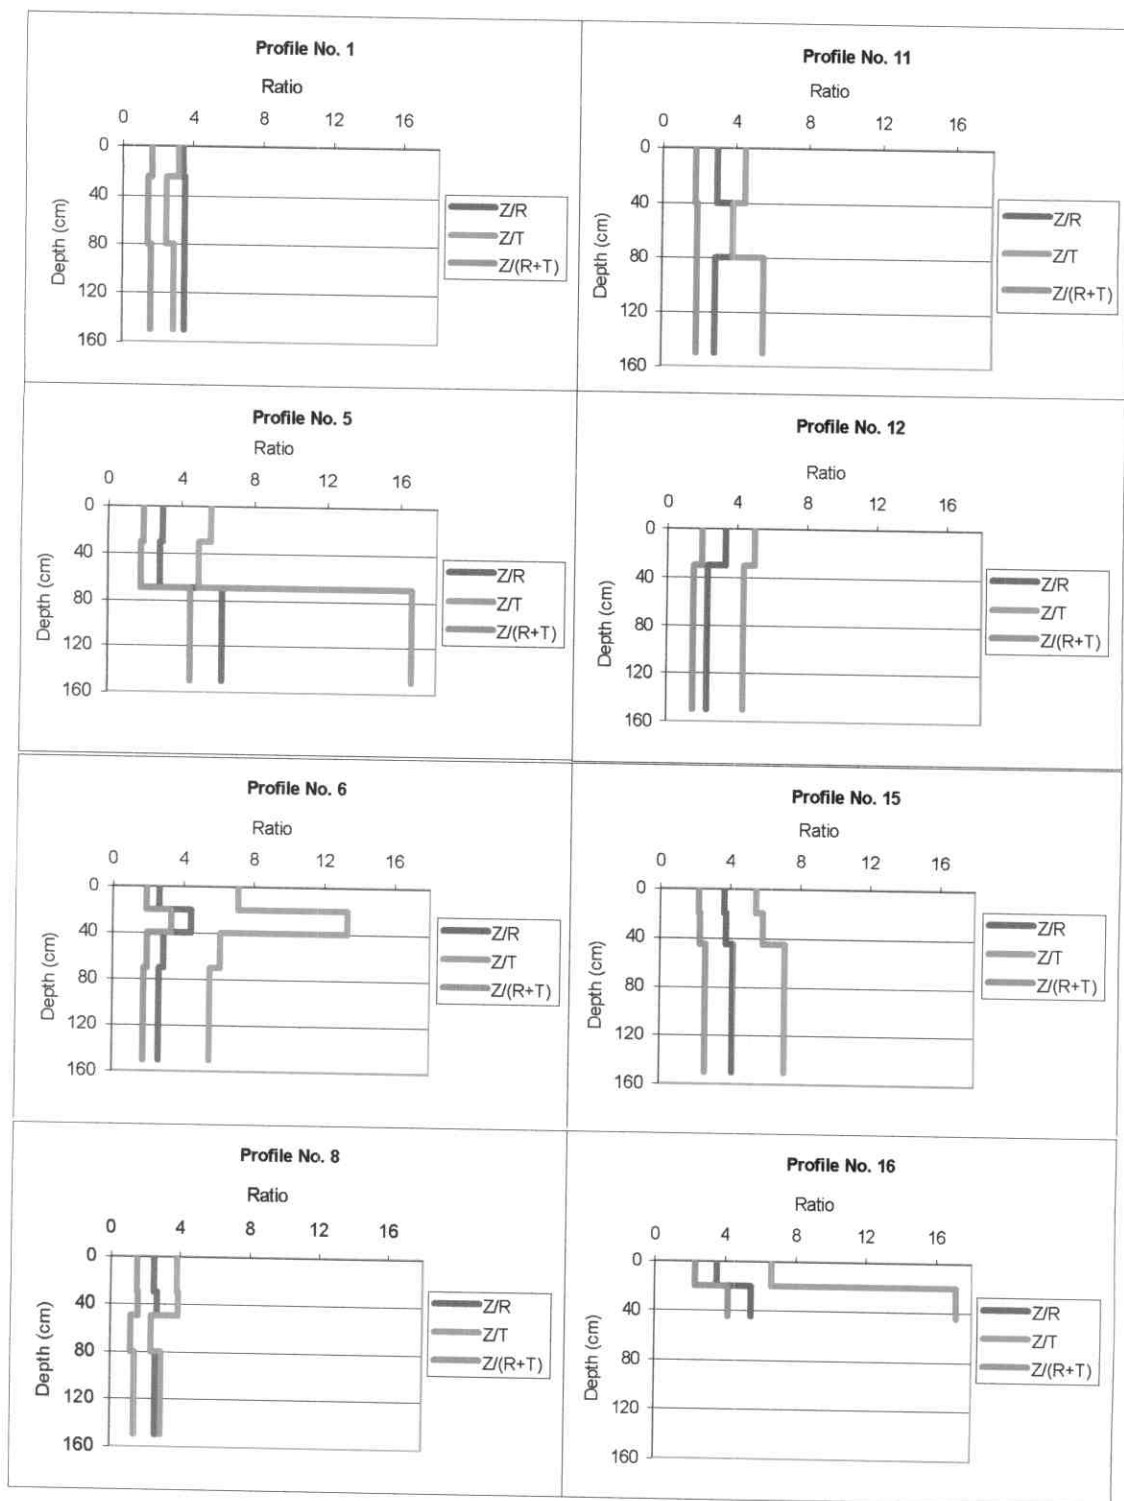 Profile No. 1
Ratio
0 4 8 12 16
0
40
80
120
160
Depth (cm)
Z/R
Z/T
Z/(R+T)
Profile No. 11
Ratio
0 4 8 12 16
0
40
80
120
160
Depth (cm)
Z/R
Z/T
Z/(R+T)
Profile No. 5
Ratio
0 4 8 12 16
0
40
80
120
160
Depth (cm)
Z/R
Z/T
Z/(R+T)
Profile No. 12
Ratio
0 4 8 12 16
0
40
80
120
160
Depth (cm)
Z/R
Z/T
Z/(R+T)
Profile No. 6
Ratio
0 4 8 12 16
0
40
80
120
160
Depth (cm)
Z/R
Z/T
Z/(R+T)
Profile No. 15
Ratio
0 4 8 12 16
0
40
80
120
160
Depth (cm)
Z/R
Z/T
Z/(R+T)
Profile No. 8
Ratio
0 4 8 12 16
0
40
80
120
160
Depth (cm)
Z/R
Z/T
Z/(R+T)
Profile No. 16
Ratio
0 4 8 12 16
0
40
80
120
160
Depth (cm)
Z/R
Z/T
Z/(R+T)